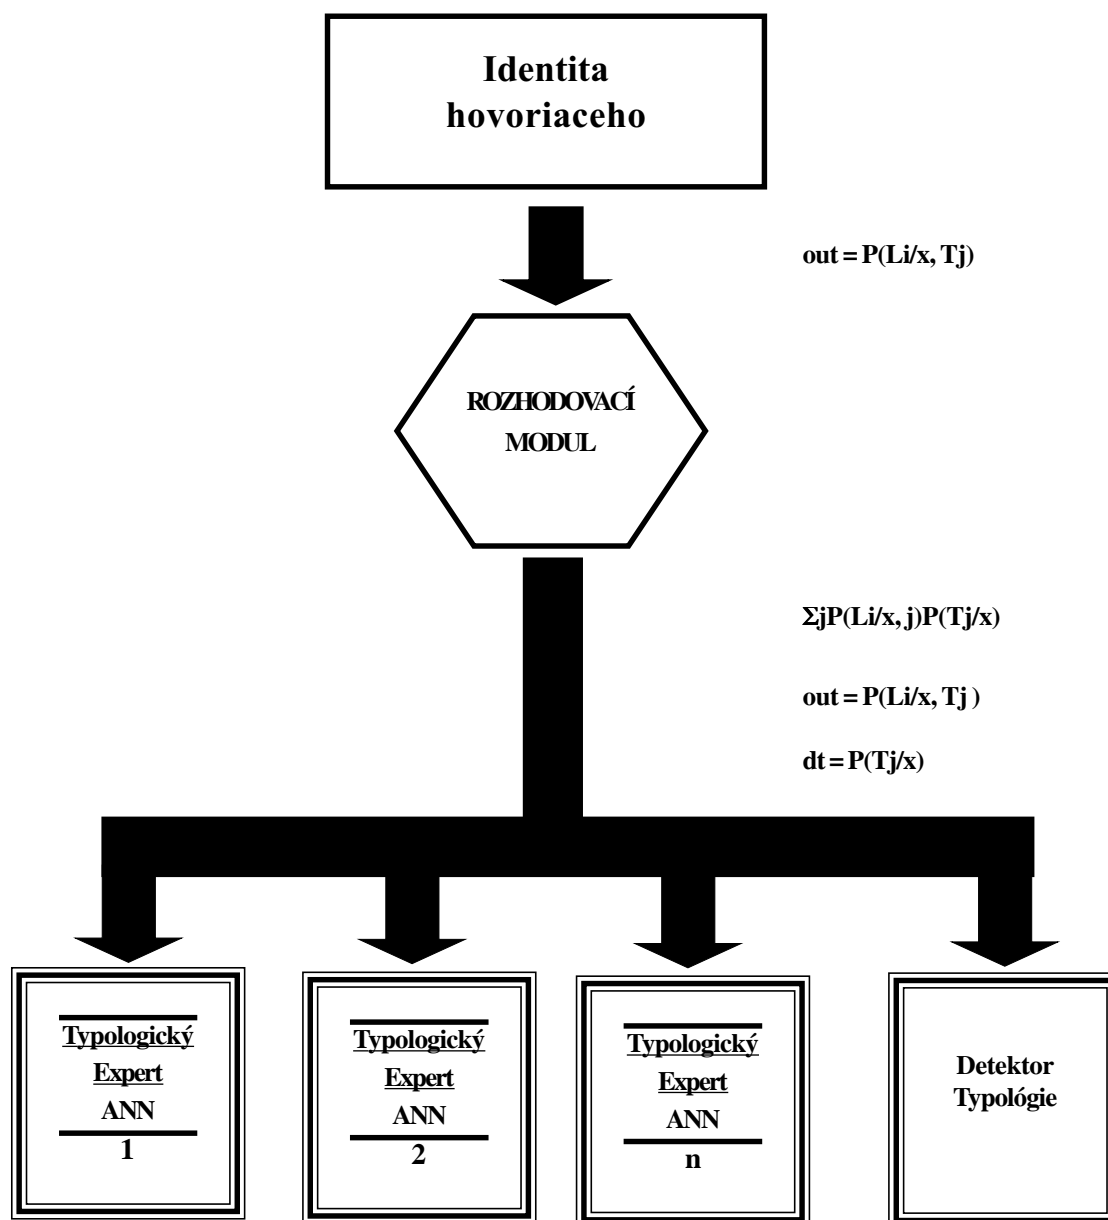 Identita
hovoriaceho
out = P(Li/x, Tj)
ROZHODOVACÍ
MODUL
ΣjP(Li/x, j)P(Tj/x)
out = P(Li/x, Tj )
dt = P(Tj/x)
Typologický
Expert
ANN
1
Typologický
Expert
ANN
2
Typologický
Expert
ANN
n
Detektor
Typológie